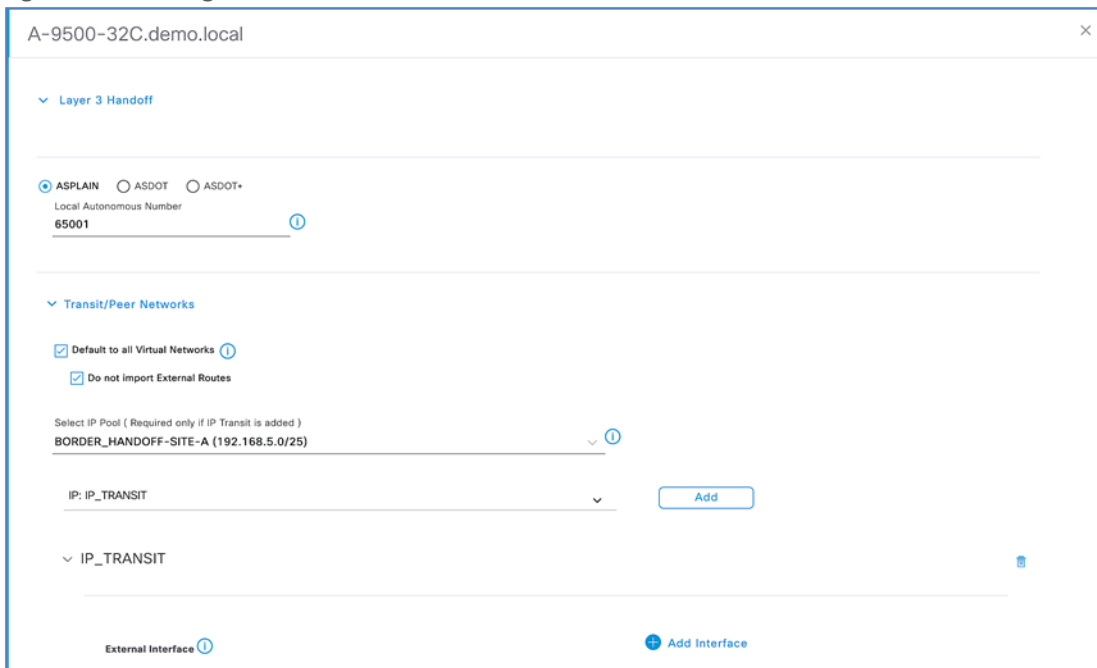 A-9500-32C.demo.local
Layer 3 Handoff
ASPLAIN ASDOT ASDOT+
Local Autonomous Number
65001
Transit/Peer Networks
Default to all Virtual Networks
Do not import External Routes
Select IP Pool ( Required only if IP Transit is added )
BORDER_HANDOFF-SITE-A (192.168.5.0/25)
IP: IP_TRANSIT Add
IP_TRANSIT
External Interface Add Interface